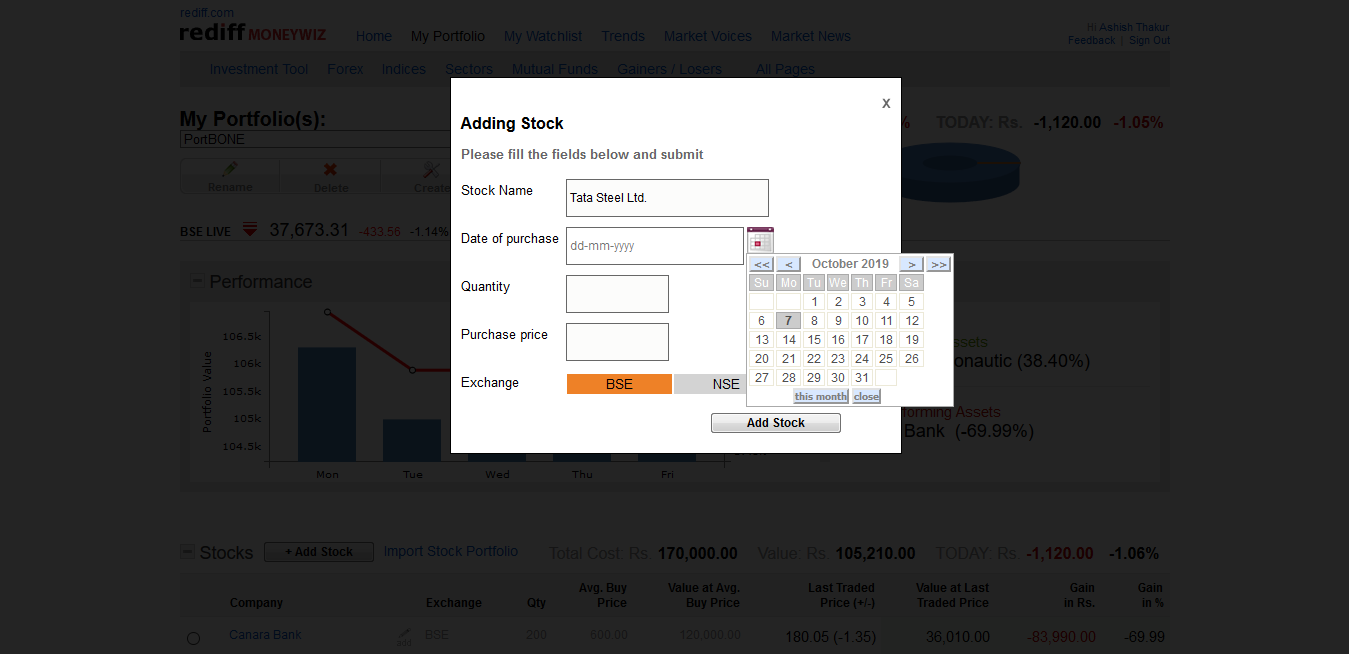 rediff.com
rediff MONEYWIZ
Home My Portfolio My Watchlist Trends Market Voices Market News
Hi Ashish Thakur
Feedback | Sign Out
Investment Tool Forex Indices Sectors Mutual Funds Gainers / Losers All Pages
My Portfolio(s):
PortBONE
Rename Delete Create
% TODAY: Rs. -1,120.00 -1.05%
BSE LIVE 37,673.31 -433.56 -1.14%
x
Adding Stock
Please fill the fields below and submit
Stock Name Tata Steel Ltd.
Date of purchase dd-mm-yyyy
Quantity
Purchase price
Exchange BSE NSE
Add Stock
<< < October 2019 > >>
Su Mo Tu We Th Fr Sa
1 2 3 4 5
6 7 8 9 10 11 12
13 14 15 16 17 18 19
20 21 22 23 24 25 26
27 28 29 30 31
this month close
Performance
Portfolio Value
106.5k
106k
105.5k
105k
104.5k
Mon Tue Wed Thu Fri
ssets
onautic (38.40%)
forming Assets
Bank (-69.99%)
Stocks + Add Stock Import Stock Portfolio Total Cost: Rs 170,000.00 Value: Rs. 105,210.00 TODAY: Rs -1,120.00 -1.06%
Company Exchange Qty Avg. Buy Price Value at Avg. Buy Price Last Traded Price (+/-) Value at Last Traded Price Gain in Rs. Gain in %
Canara Bank add BSE 200 600.00 120,000.00 180.05 (-1.35) 36,010.00 -83,990.00 -69.99